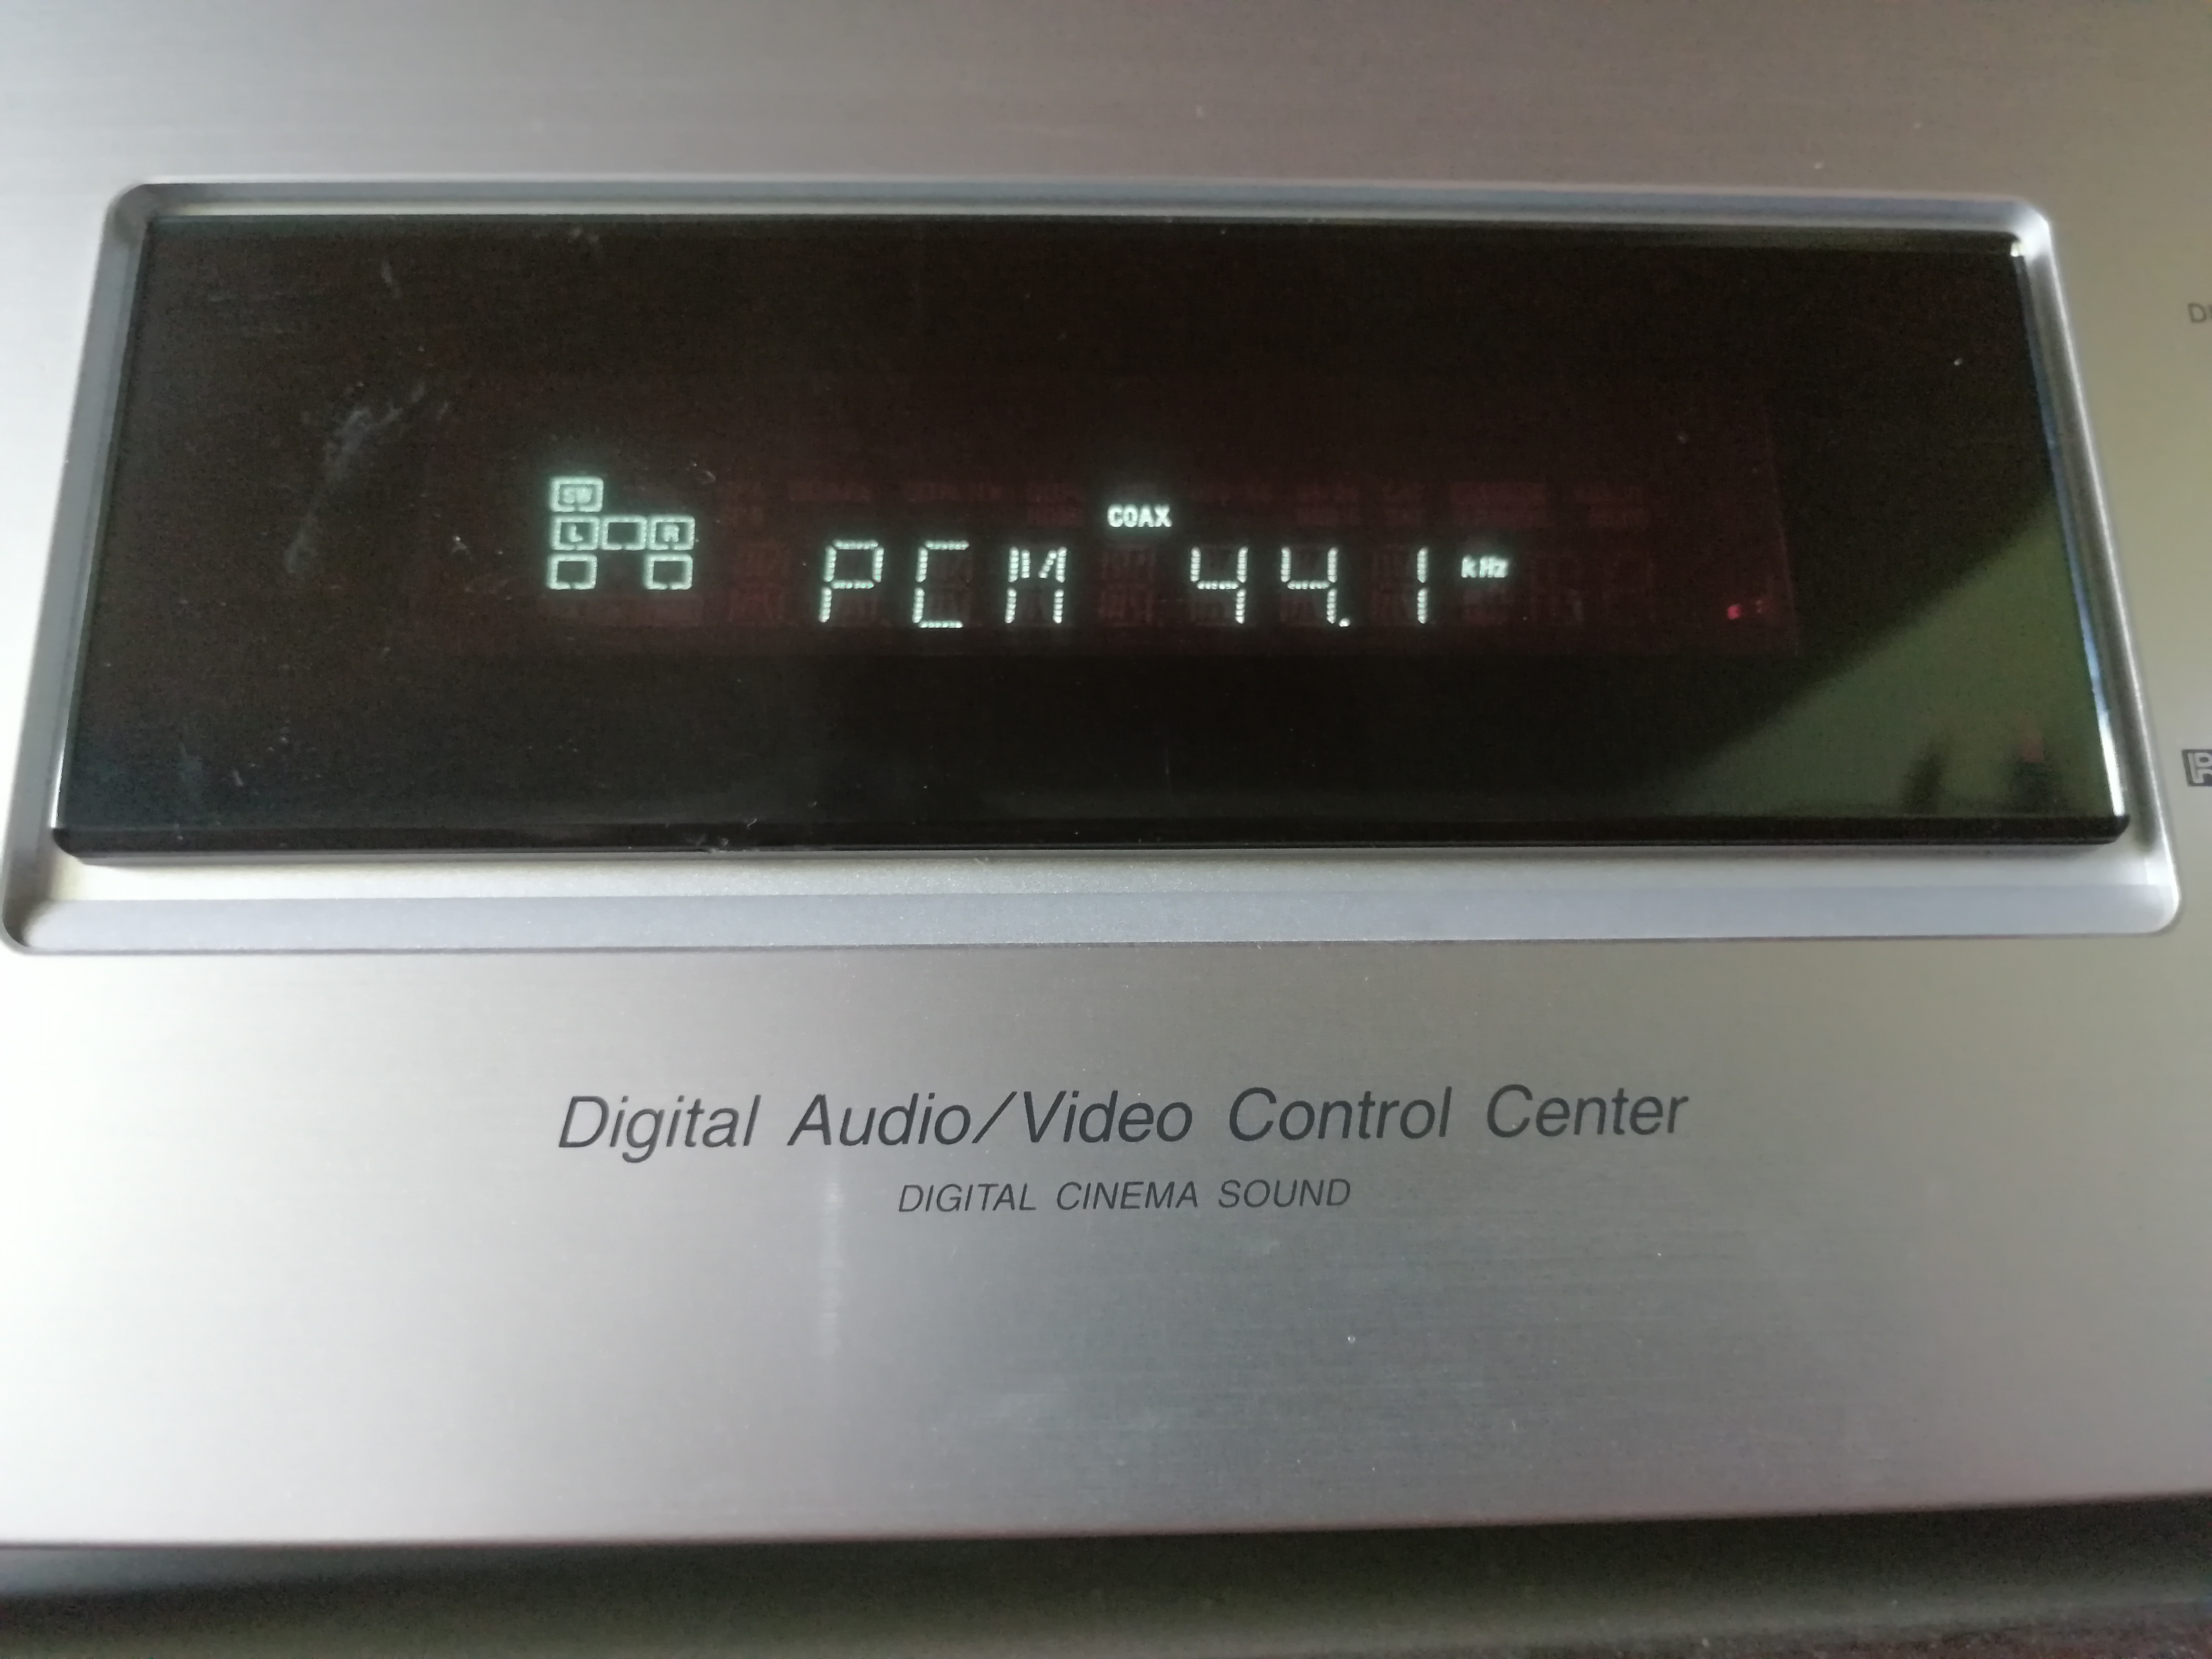 SW
L R
COAX
PCM 44.1 kHz
Digital Audio/Video Control Center
DIGITAL CINEMA SOUND